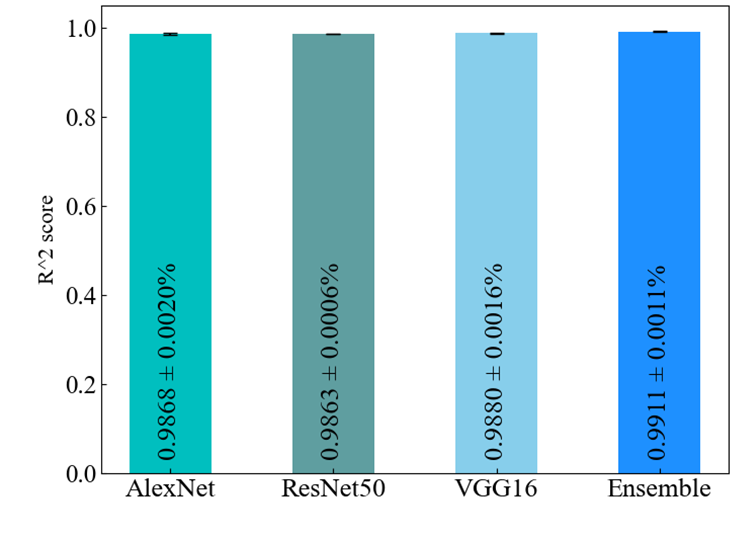 R^2 score
1.0
0.8
0.6
0.4
0.2
0.0
0.9868 ± 0.0020%
0.9863 ± 0.0006%
0.9880 ± 0.0016%
0.9911 ± 0.0011%
AlexNet ResNet50 VGG16 Ensemble